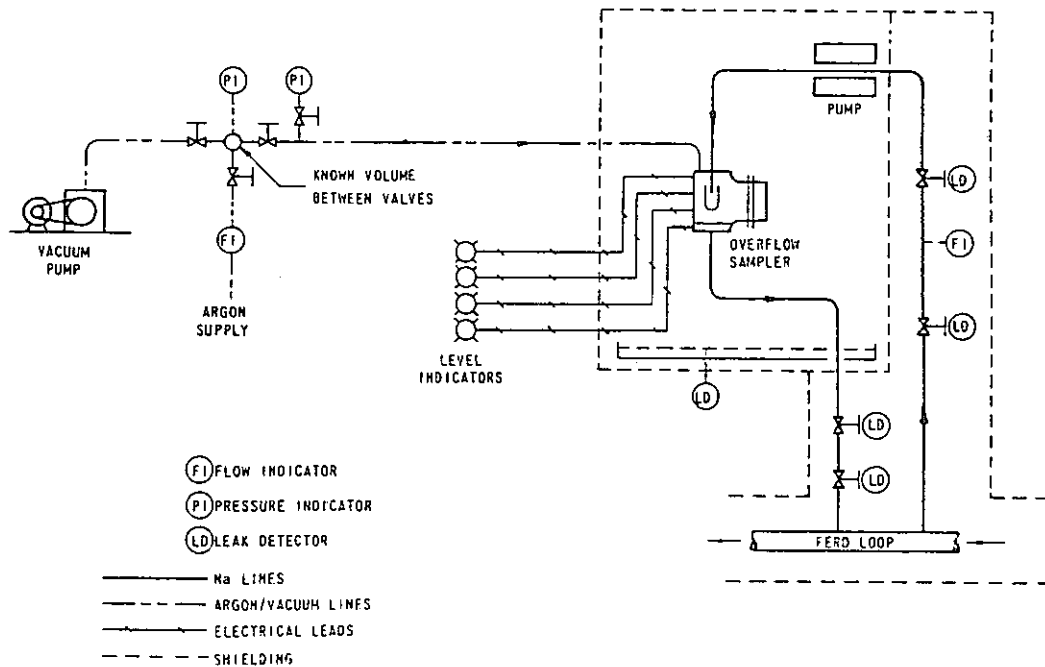 PI
PI
PUMP
KNOWN VOLUME
BETWEEN VALVES
LD
VACUUM
PUMP
FI
OVERFLOW
SAMPLER
FI
ARGON
SUPPLY
LD
LEVEL
INDICATORS
LD
LD
LD
FI FLOW INDICATOR
PI PRESSURE INDICATOR
LD LEAK DETECTOR
FERD LOOP
Na LINES
ARGON/VACUUM LINES
ELECTRICAL LEADS
SHIELDING